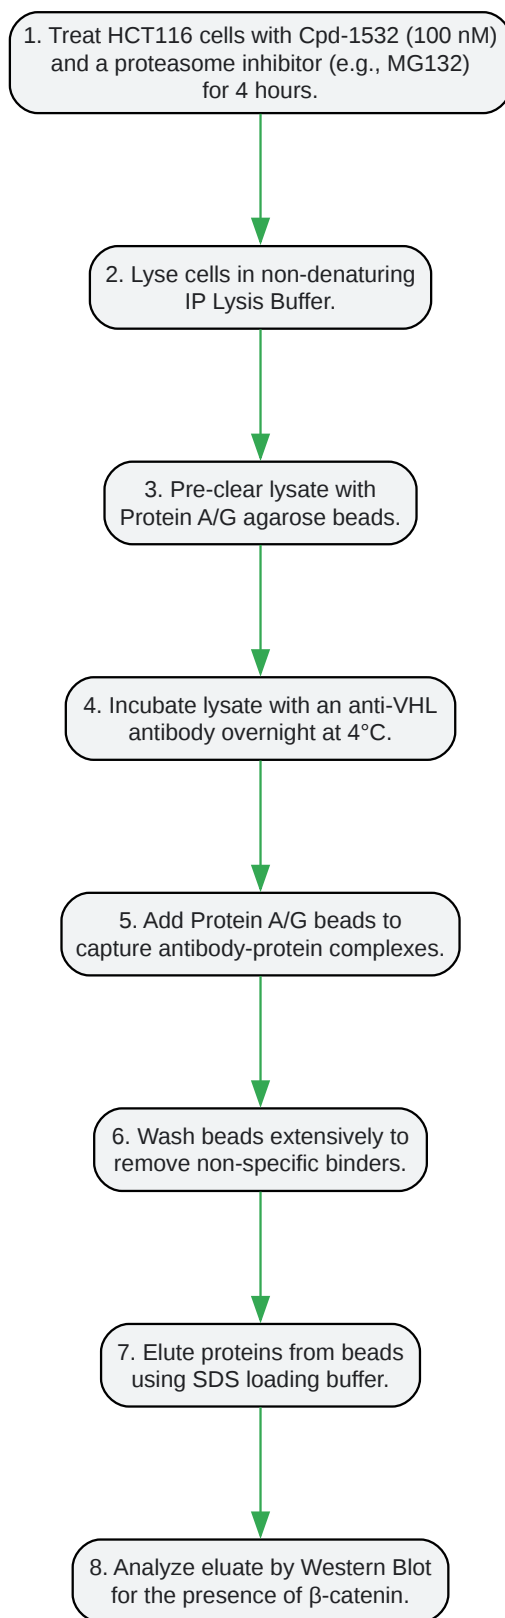 1. Treat HCT116 cells with Cpd-1532 (100 nM)
and a proteasome inhibitor (e.g., MG132)
for 4 hours.
2. Lyse cells in non-denaturing
IP Lysis Buffer.
3. Pre-clear lysate with
Protein A/G agarose beads.
4. Incubate lysate with an anti-VHL
antibody overnight at 4°C.
5. Add Protein A/G beads to
capture antibody-protein complexes.
6. Wash beads extensively to
remove non-specific binders.
7. Elute proteins from beads
using SDS loading buffer.
8. Analyze eluate by Western Blot
for the presence of β-catenin.